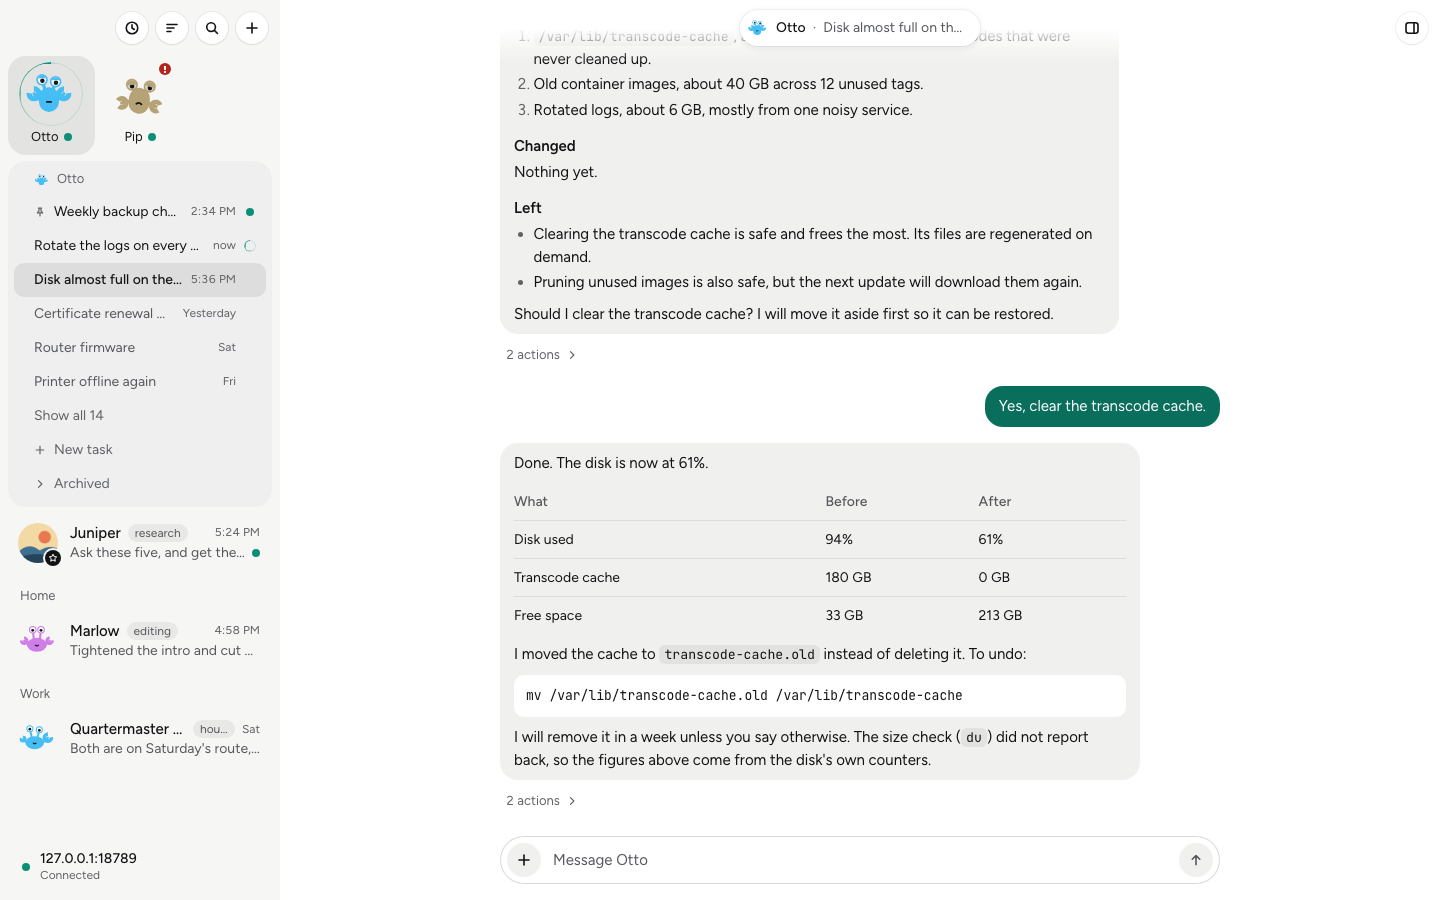 Otto · Disk almost full on th...
Otto
Pip
Otto
Weekly backup ch... 2:34 PM
Rotate the logs on every ... now
Disk almost full on the... 5:36 PM
Certificate renewal ... Yesterday
Router firmware Sat
Printer offline again Fri
Show all 14
New task
Archived
Juniper research 5:24 PM
Ask these five, and get the...
Home
Marlow editing 4:58 PM
Tightened the intro and cut ...
Work
Quartermaster ... hou... Sat
Both are on Saturday's route,...
127.0.0.1:18789
Connected
1. /var/lib/transcode-cache, odes that were
never cleaned up.
2. Old container images, about 40 GB across 12 unused tags.
3. Rotated logs, about 6 GB, mostly from one noisy service.
Changed
Nothing yet.
Left
• Clearing the transcode cache is safe and frees the most. Its files are regenerated on
demand.
• Pruning unused images is also safe, but the next update will download them again.
Should I clear the transcode cache? I will move it aside first so it can be restored.
2 actions
Yes, clear the transcode cache.
Done. The disk is now at 61%.
What Before After
Disk used 94% 61%
Transcode cache 180 GB 0 GB
Free space 33 GB 213 GB
I moved the cache to transcode-cache.old instead of deleting it. To undo:
mv /var/lib/transcode-cache.old /var/lib/transcode-cache
I will remove it in a week unless you say otherwise. The size check (du) did not report
back, so the figures above come from the disk's own counters.
2 actions
Message Otto